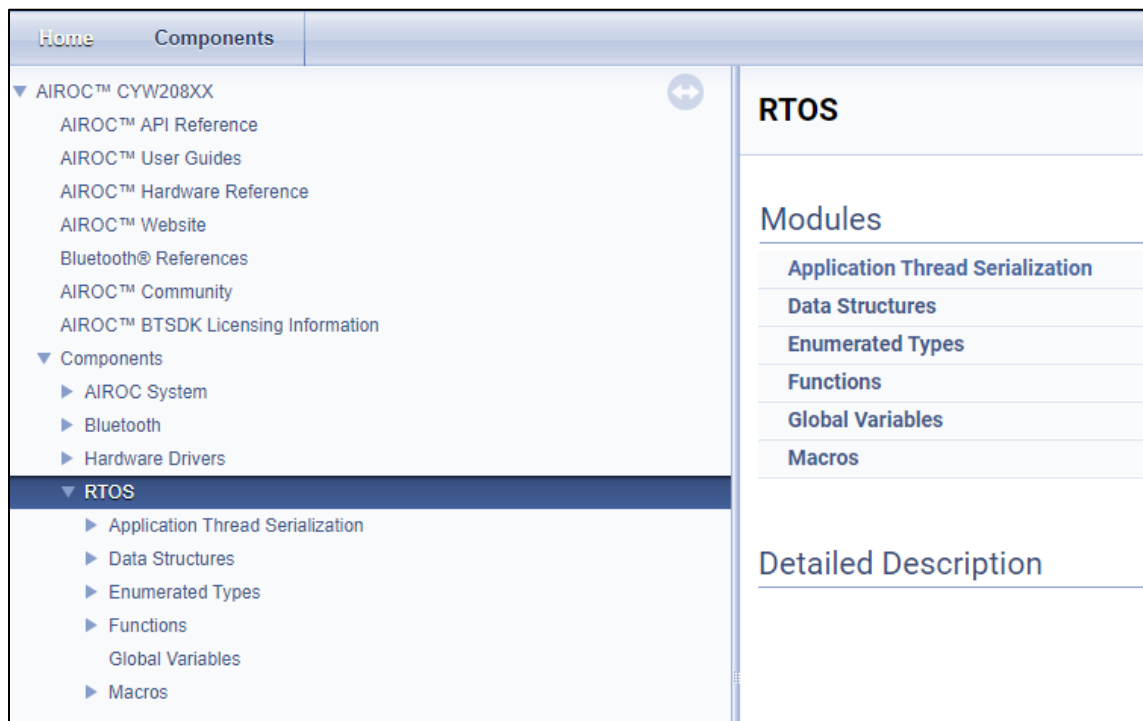 Home Components
AIROC™ CYW208XX
AIROC™ API Reference
AIROC™ User Guides
AIROC™ Hardware Reference
AIROC™ Website
Bluetooth® References
AIROC™ Community
AIROC™ BTSDK Licensing Information
Components
AIROC System
Bluetooth
Hardware Drivers
RTOS
Application Thread Serialization
Data Structures
Enumerated Types
Functions
Global Variables
Macros
RTOS
Modules
Application Thread Serialization
Data Structures
Enumerated Types
Functions
Global Variables
Macros
Detailed Description